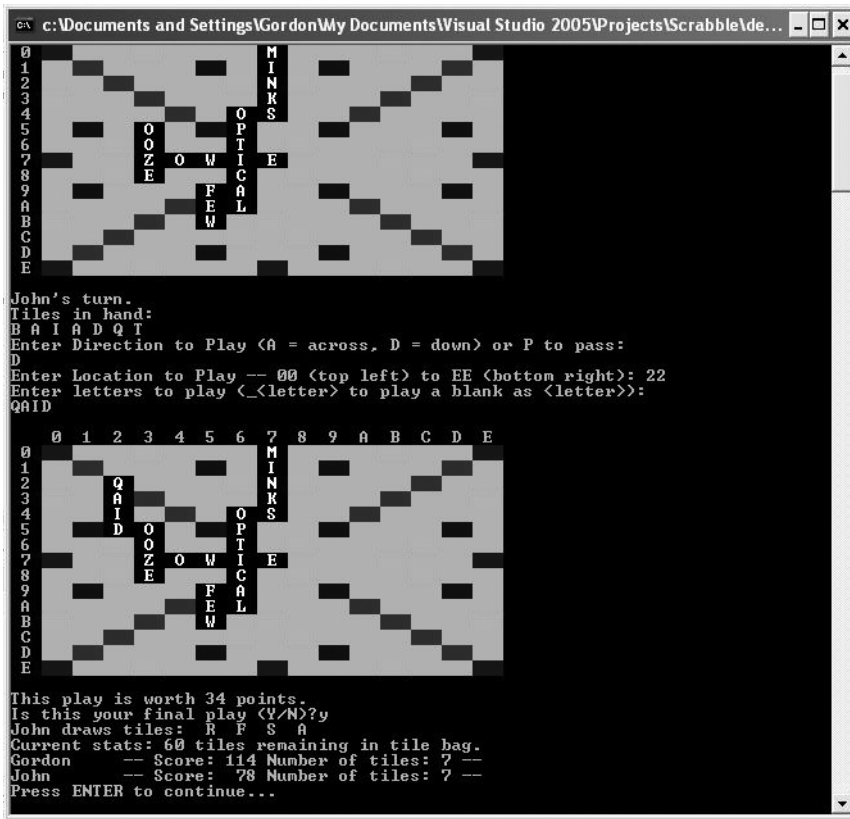 c:\Documents and Settings\Gordon\My Documents\Visual Studio 2005\Projects\Scrabble\de...
0 M
1 I
2 N
3 K
4 O S
5 O P
6 O T
7 Z O W I E
8 E C
9 F A
A E L
B W
C
D
E
John's turn.
Tiles in hand:
B A I A D Q T
Enter Direction to Play (A = across, D = down) or P to pass:
D
Enter Location to Play -- 00 (top left) to EE (bottom right): 22
Enter letters to play (_<letter> to play a blank as <letter>):
QAID
0 1 2 3 4 5 6 7 8 9 A B C D E
0 M
1 I
2 Q N
3 A K
4 I O S
5 D O P
6 O T
7 Z O W I E
8 E C
9 F A
A E L
B W
C
D
E
This play is worth 34 points.
Is this your final play (Y/N)?y
John draws tiles: R F S A
Current stats: 60 tiles remaining in tile bag.
Gordon -- Score: 114 Number of tiles: 7 --
John -- Score: 78 Number of tiles: 7 --
Press ENTER to continue...